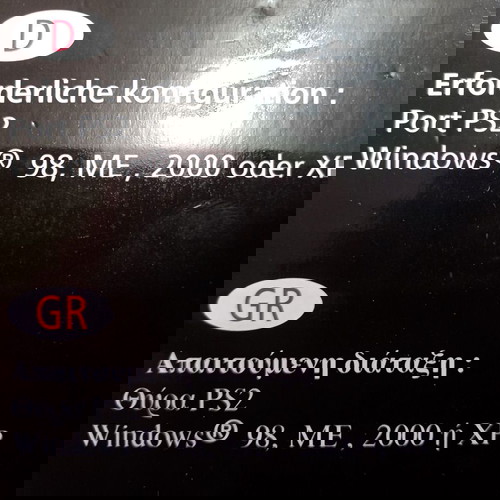 D
Erforderliche konfiguration :
Port PS2
Windows® 98, ME , 2000 oder XP
GR
GR
Απαιτούμενη διάταξη :
Θύρα PS2
Windows® 98, ME , 2000 ή XP